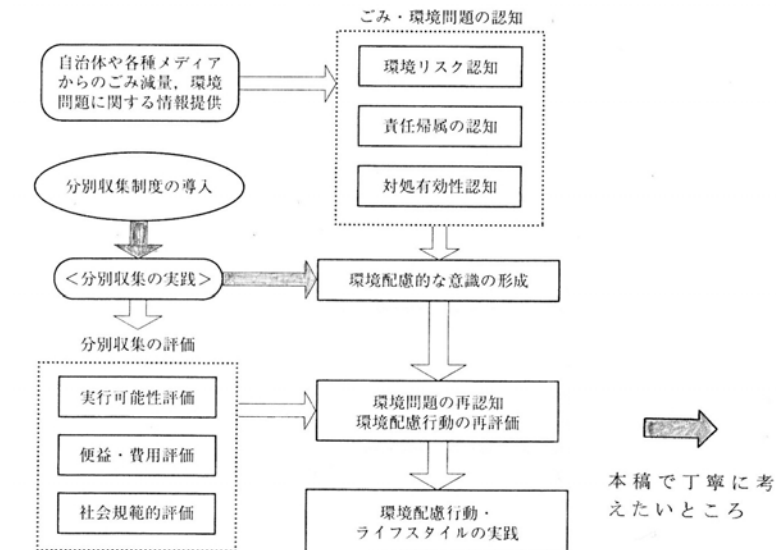 ごみ・環境問題の認知
自治体や各種メディア
からのごみ減量，環境
問題に関する情報提供
環境リスク認知
責任帰属の認知
対処有効性認知
分別収集制度の導入
＜分別収集の実践＞
環境配慮的な意識の形成
分別収集の評価
実行可能性評価
便益・費用評価
社会規範的評価
環境問題の再認知
環境配慮行動の再評価
環境配慮行動・
ライフスタイルの実践
本稿で丁寧に考
えたいところ